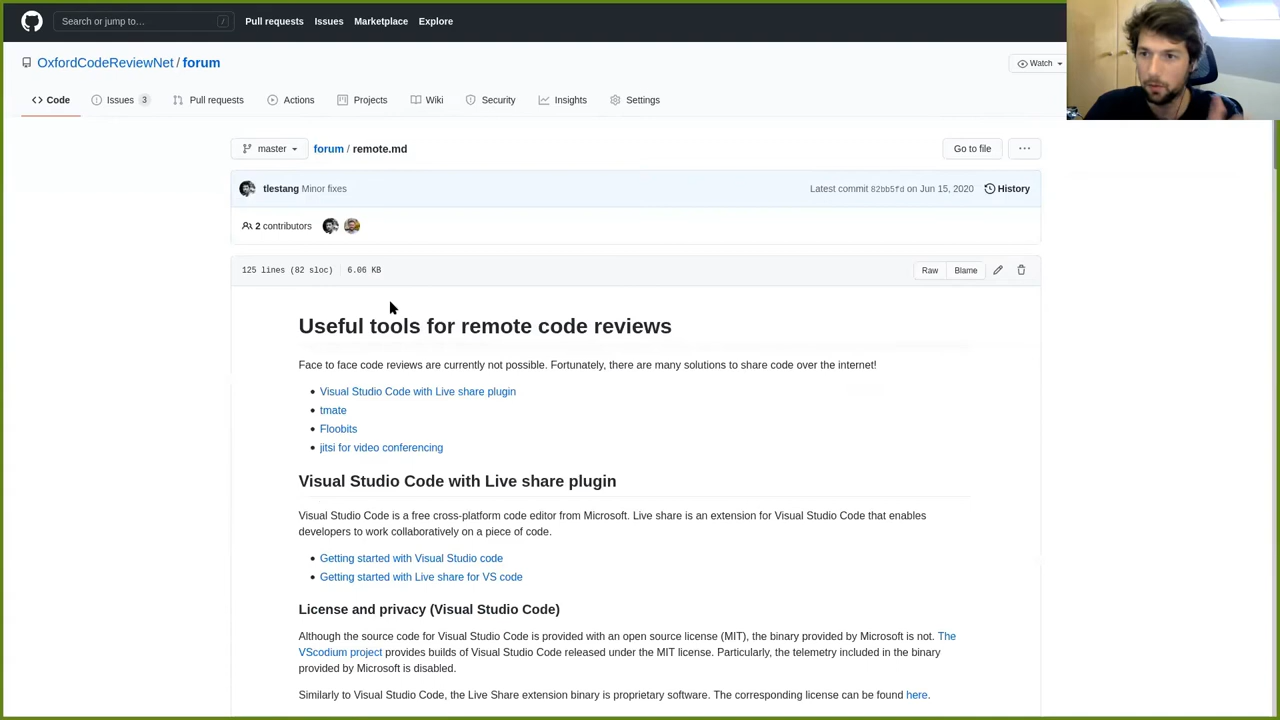 Search or jump to… /
Pull requests Issues Marketplace Explore
OxfordCodeReviewNet / forum
Watch
Code Issues 3 Pull requests Actions Projects Wiki Security Insights Settings
master forum / remote.md Go to file ...
tlestang Minor fixes Latest commit 82bb5fd on Jun 15, 2020 History
2 contributors
125 lines (82 sloc) 6.06 KB Raw Blame
Useful tools for remote code reviews
Face to face code reviews are currently not possible. Fortunately, there are many solutions to share code over the internet!
Visual Studio Code with Live share plugin
tmate
Floobits
jitsi for video conferencing
Visual Studio Code with Live share plugin
Visual Studio Code is a free cross-platform code editor from Microsoft. Live share is an extension for Visual Studio Code that enables
developers to work collaboratively on a piece of code.
Getting started with Visual Studio code
Getting started with Live share for VS code
License and privacy (Visual Studio Code)
Although the source code for Visual Studio Code is provided with an open source license (MIT), the binary provided by Microsoft is not. The
VScodium project provides builds of Visual Studio Code released under the MIT license. Particularly, the telemetry included in the binary
provided by Microsoft is disabled.
Similarly to Visual Studio Code, the Live Share extension binary is proprietary software. The corresponding license can be found here.